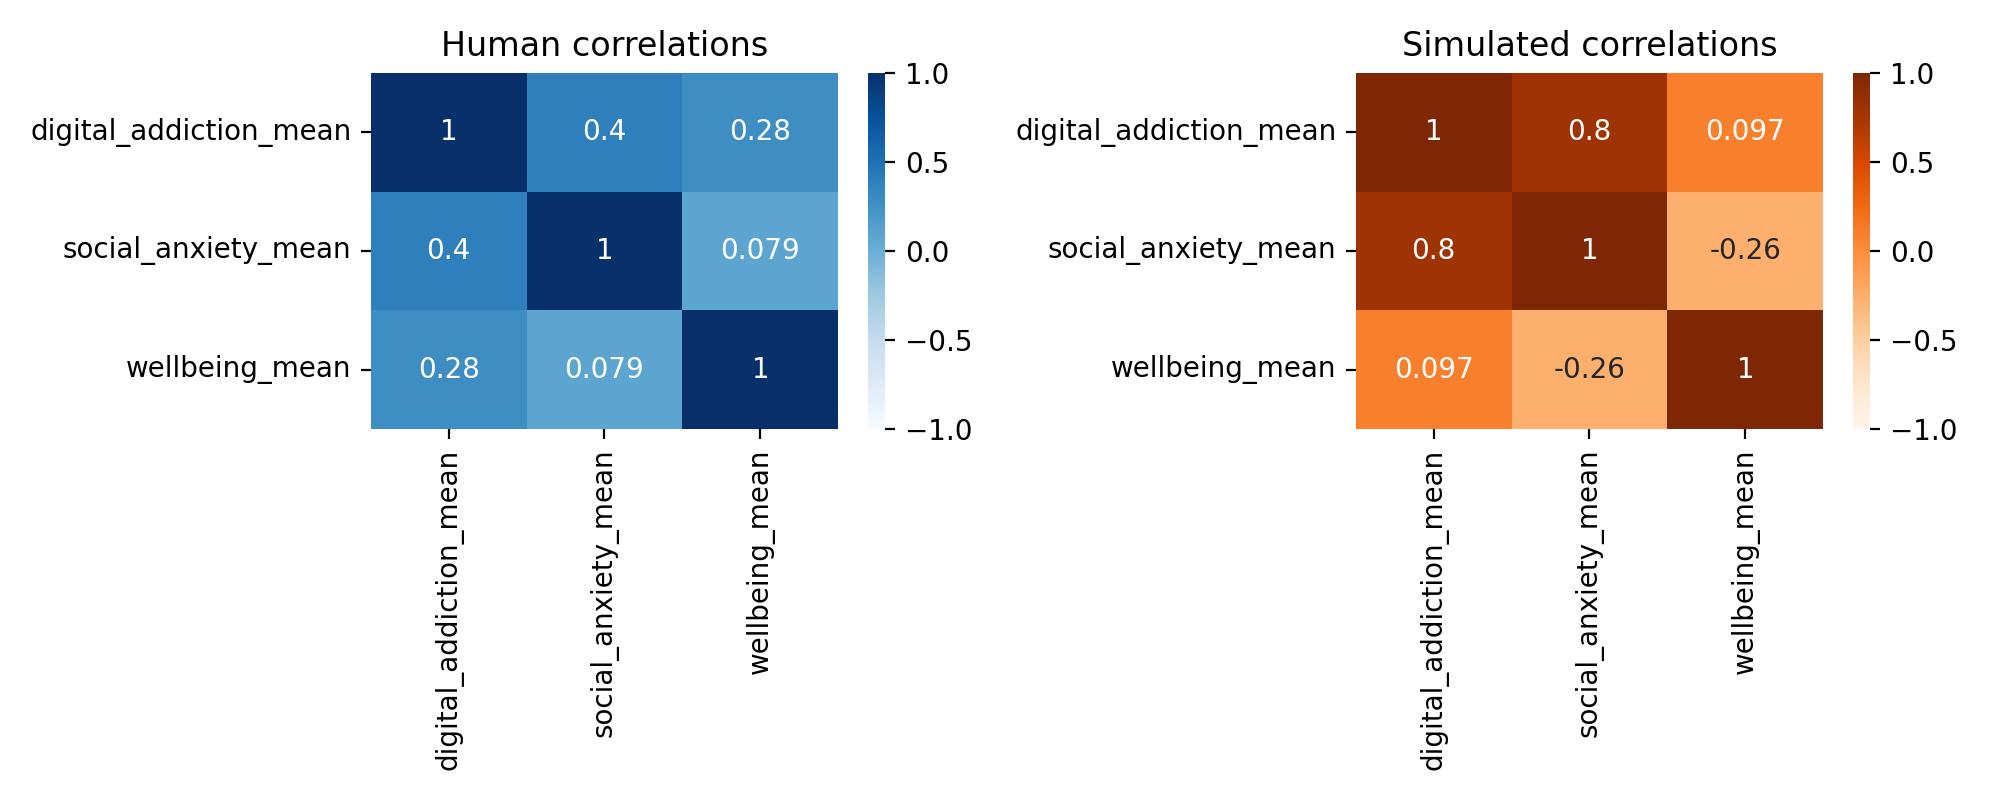 Human correlations
digital_addiction_mean
social_anxiety_mean
wellbeing_mean
1 0.4 0.28
0.4 1 0.079
0.28 0.079 1
digital_addiction_mean
social_anxiety_mean
wellbeing_mean
1.0
0.5
0.0
−0.5
−1.0
Simulated correlations
digital_addiction_mean
social_anxiety_mean
wellbeing_mean
1 0.8 0.097
0.8 1 -0.26
0.097 -0.26 1
digital_addiction_mean
social_anxiety_mean
wellbeing_mean
1.0
0.5
0.0
−0.5
−1.0